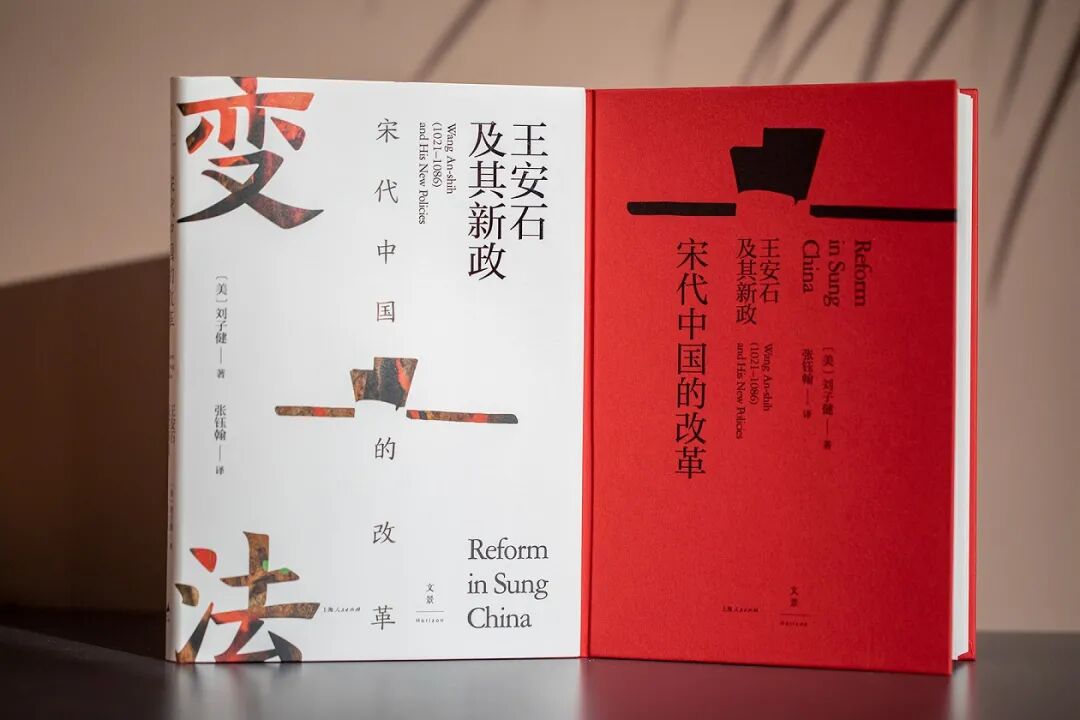 变法
宋代中国的改革
王安石
及其新政
Wang An-shih
(1021–1086)
and His New Policies
〔美〕刘子健——著
张钰翰——译
Reform
in Sung
China
上海人民出版社
文景
Horizon
Reform
in Sung
China
王安石
及其新政
宋代中国的改革
Wang An-shih
(1021–1086)
and His New Policies
〔美〕刘子健——著
张钰翰——译
上海人民出版社
文景
Horizon